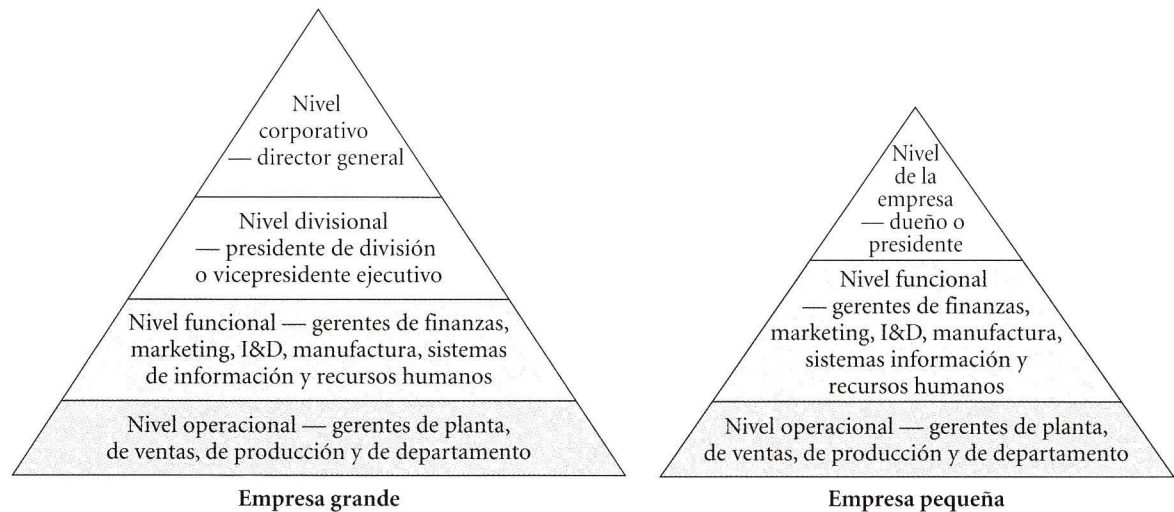 Nivel
corporativo
— director general
Nivel divisional
— presidente de división
o vicepresidente ejecutivo
Nivel funcional — gerentes de finanzas,
marketing, I&D, manufactura, sistemas
de información y recursos humanos
Nivel operacional — gerentes de planta,
de ventas, de producción y de departamento
Empresa grande
Nivel
de la
empresa
— dueño o
presidente
Nivel funcional
— gerentes de finanzas,
marketing, I&D, manufactura,
sistemas información y
recursos humanos
Nivel operacional — gerentes de planta,
de ventas, de producción y de departamento
Empresa pequeña